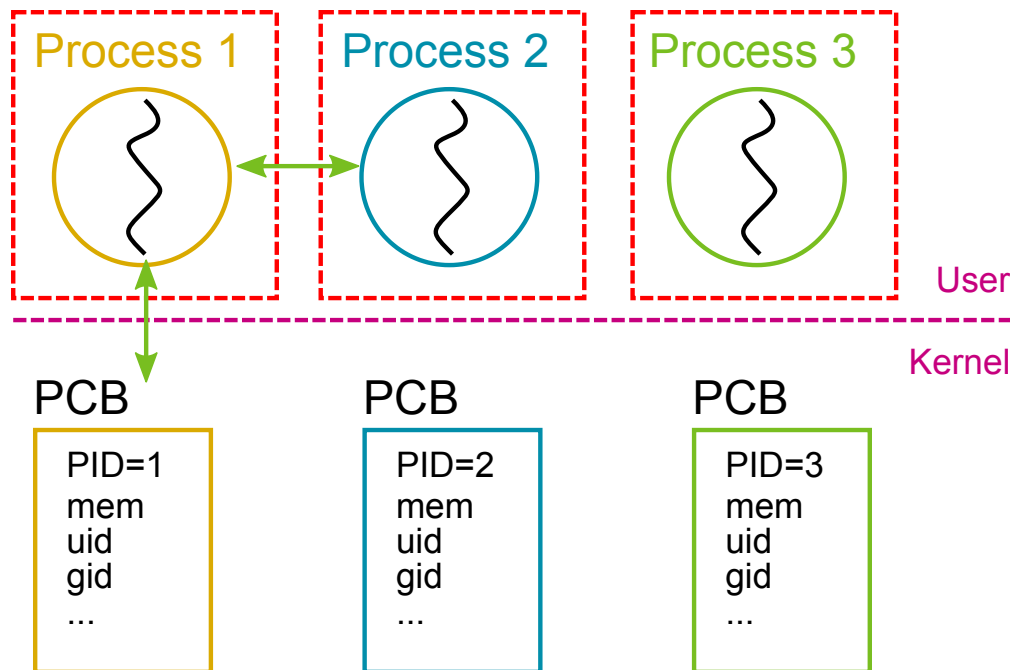 Process 1
Process 2
Process 3
User
Kernel
PCB
PID=1
mem
uid
gid
...
PCB
PID=2
mem
uid
gid
...
PCB
PID=3
mem
uid
gid
...